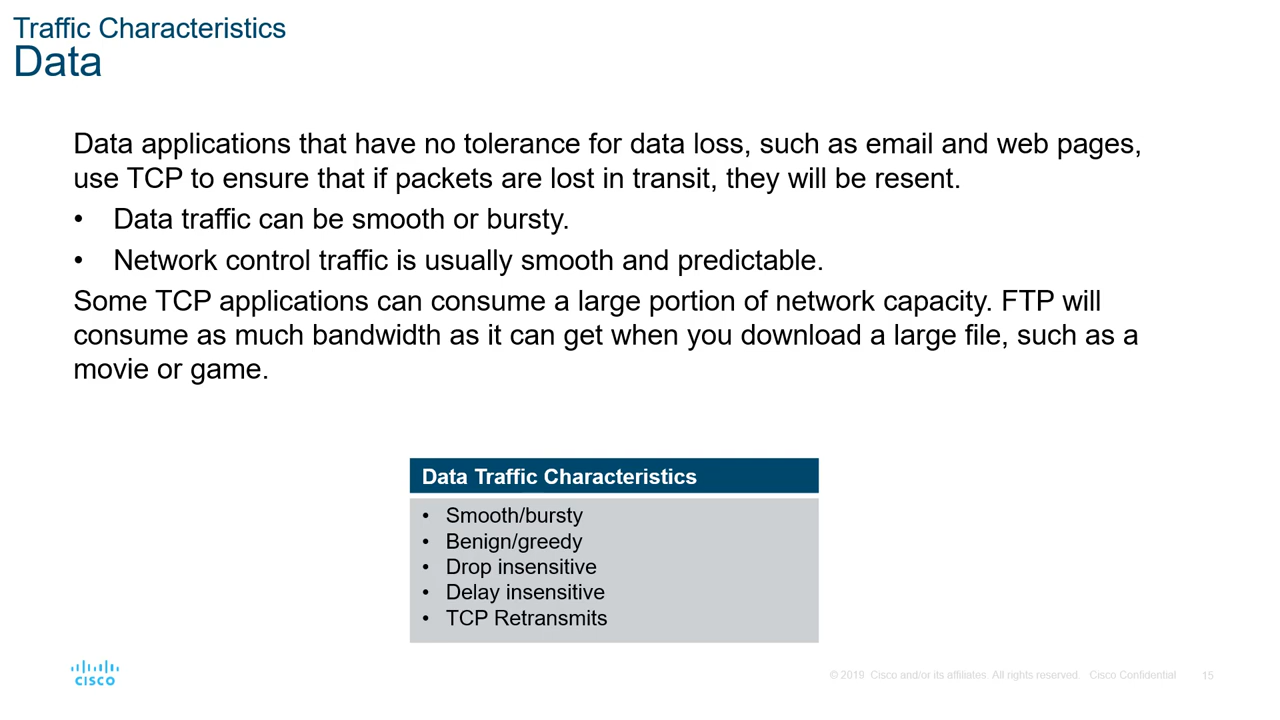 Traffic Characteristics
Data
Data applications that have no tolerance for data loss, such as email and web pages,
use TCP to ensure that if packets are lost in transit, they will be resent.
• Data traffic can be smooth or bursty.
• Network control traffic is usually smooth and predictable.
Some TCP applications can consume a large portion of network capacity. FTP will
consume as much bandwidth as it can get when you download a large file, such as a
movie or game.
Data Traffic Characteristics
• Smooth/bursty
• Benign/greedy
• Drop insensitive
• Delay insensitive
• TCP Retransmits
CISCO
© 2019 Cisco and/or its affiliates. All rights reserved. Cisco Confidential 15